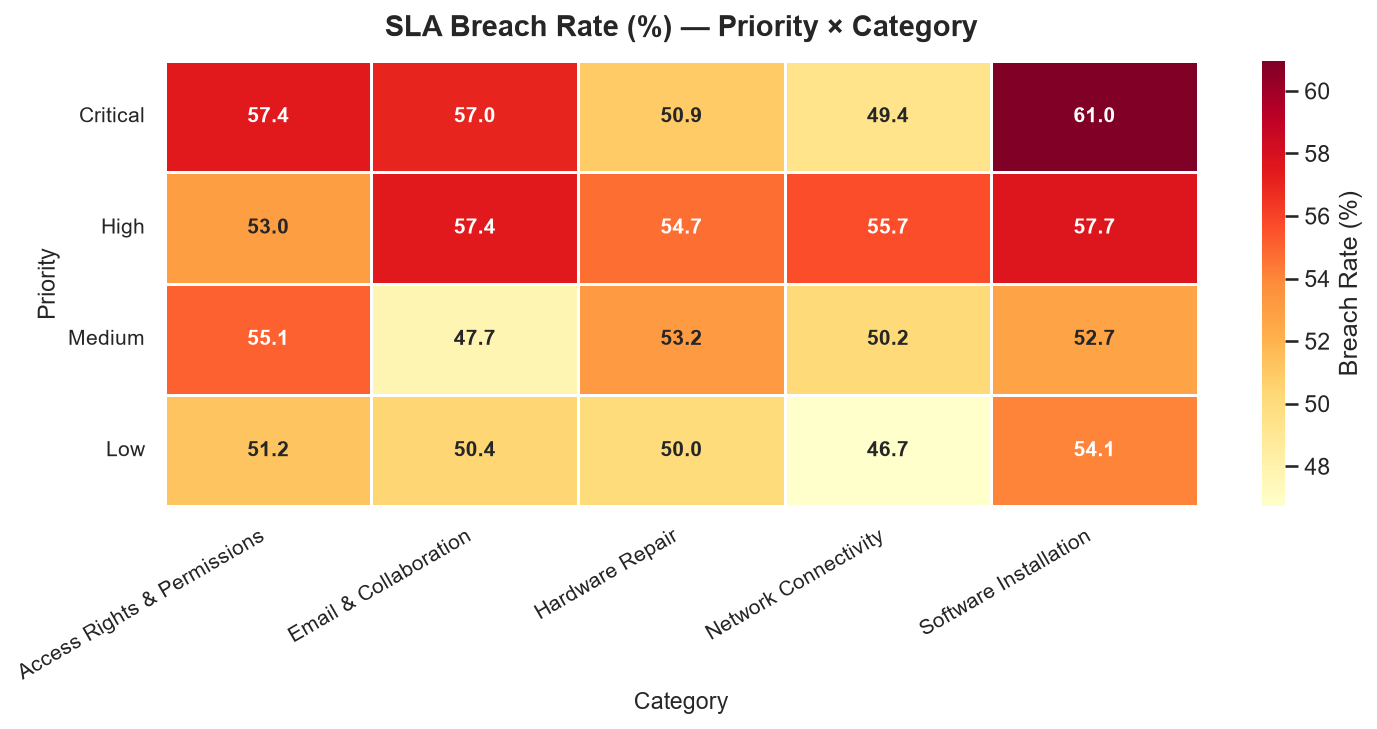 SLA Breach Rate (%) — Priority × Category
Critical 57.4 57.0 50.9 49.4 61.0
High 53.0 57.4 54.7 55.7 57.7
Medium 55.1 47.7 53.2 50.2 52.7
Low 51.2 50.4 50.0 46.7 54.1
Priority
Access Rights & Permissions
Email & Collaboration
Hardware Repair
Network Connectivity
Software Installation
Category
60
58
56
54
52
50
48
Breach Rate (%)